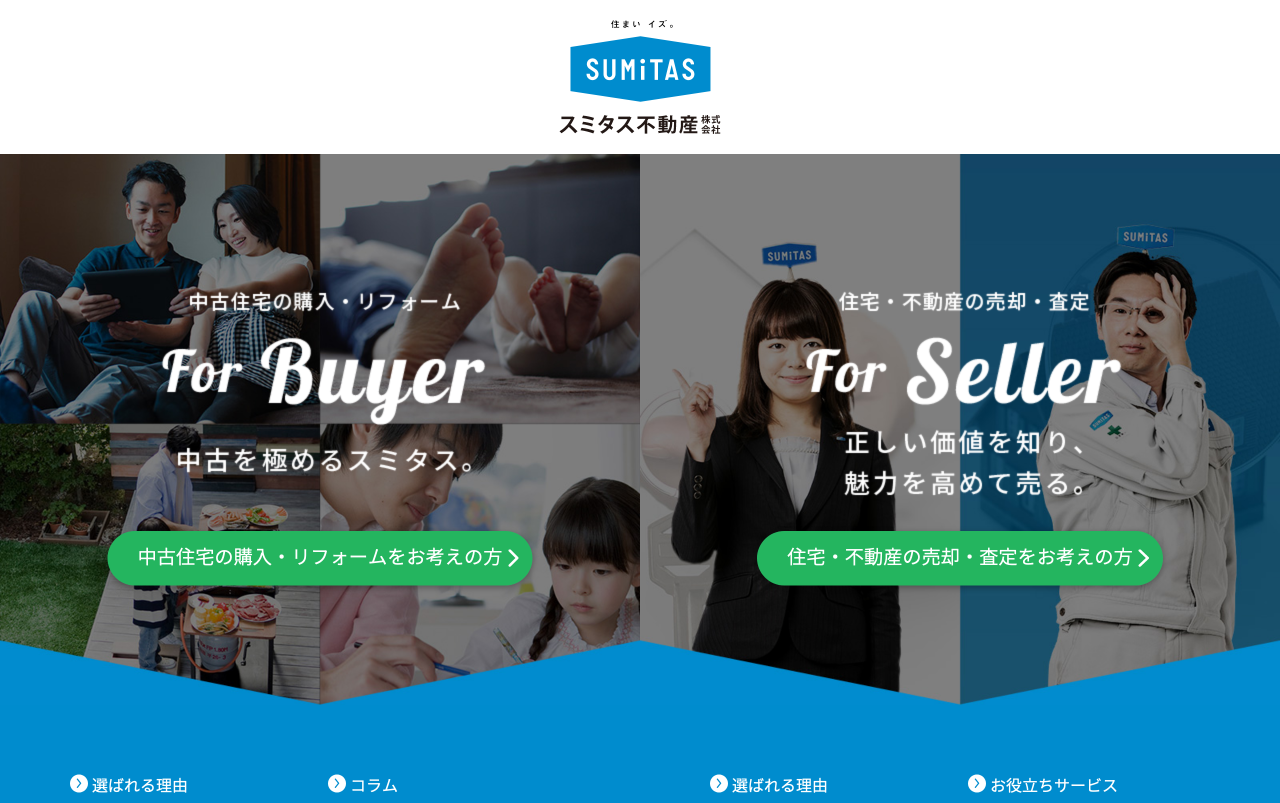 住まい イズ。
SUMiTAS
スミタス不動産株式会社
中古住宅の購入・リフォーム
For Buyer
中古を極めるスミタス。
中古住宅の購入・リフォームをお考えの方
SUMiTAS
SUMiTAS
住宅・不動産の売却・査定
For Seller
正しい価値を知り、
魅力を高めて売る。
住宅・不動産の売却・査定をお考えの方
SUMiTAS
選ばれる理由
コラム
選ばれる理由
お役立ちサービス